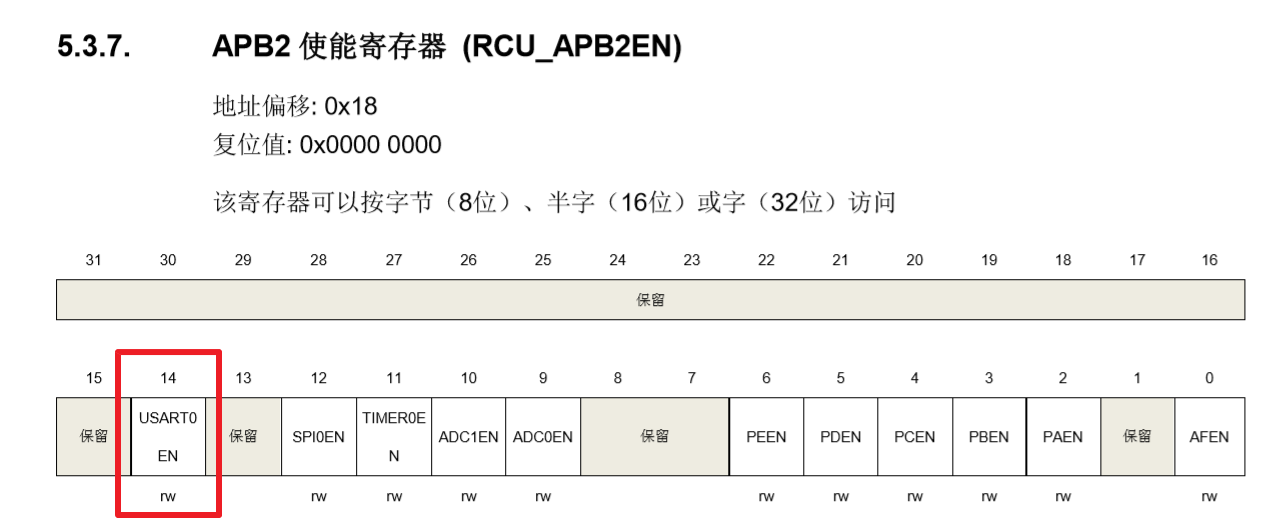 5.3.7. APB2 使能寄存器 (RCU_APB2EN)
地址偏移: 0x18
复位值: 0x0000 0000
该寄存器可以按字节（8位）、半字（16位）或字（32位）访问
31 30 29 28 27 26 25 24 23 22 21 20 19 18 17 16
保留
15 14 13 12 11 10 9 8 7 6 5 4 3 2 1 0
保留 USART0 EN 保留 SPI0EN TIMER0E N ADC1EN ADC0EN 保留 PEEN PDEN PCEN PBEN PAEN 保留 AFEN
rw rw rw rw rw rw rw rw rw rw rw